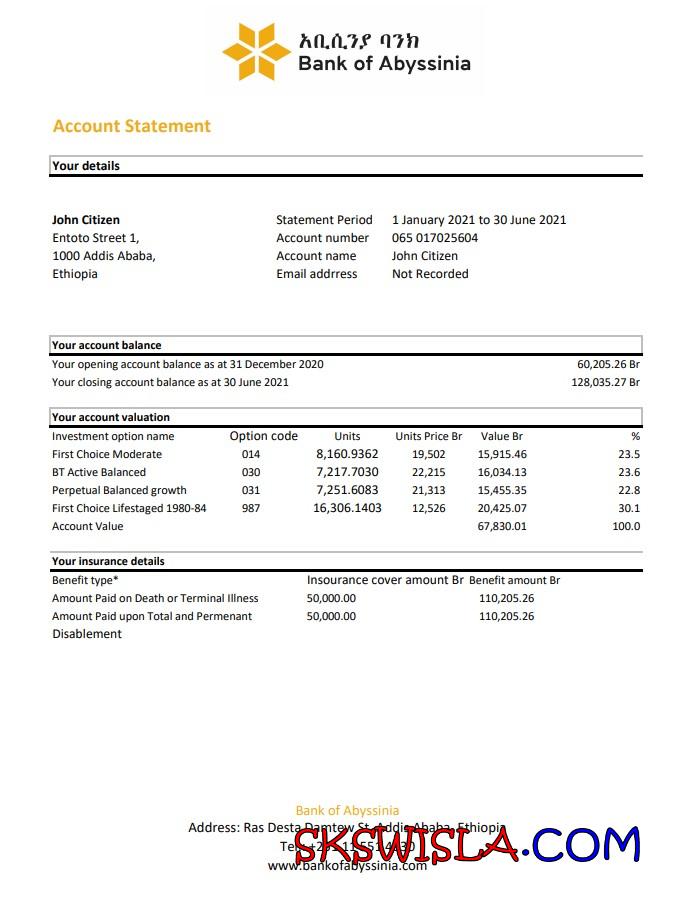 አቢሲንያ ባንክ
Bank of Abyssinia
Account Statement
Your details
John Citizen Statement Period 1 January 2021 to 30 June 2021
Entoto Street 1, Account number 065 017025604
1000 Addis Ababa, Account name John Citizen
Ethiopia Email addrress Not Recorded
Your account balance
Your opening account balance as at 31 December 2020 60,205.26 Br
Your closing account balance as at 30 June 2021 128,035.27 Br
Your account valuation
Investment option name Option code Units Units Price Br Value Br %
First Choice Moderate 014 8,160.9362 19,502 15,915.46 23.5
BT Active Balanced 030 7,217.7030 22,215 16,034.13 23.6
Perpetual Balanced growth 031 7,251.6083 21,313 15,455.35 22.8
First Choice Lifestaged 1980-84 987 16,306.1403 12,526 20,425.07 30.1
Account Value 67,830.01 100.0
Your insurance details
Benefit type* Insourance cover amount Br Benefit amount Br
Amount Paid on Death or Terminal Illness 50,000.00 110,205.26
Amount Paid upon Total and Permenant 50,000.00 110,205.26
Disablement
Bank of Abyssinia
Address: Ras Desta Damtew St, Addis Ababa, Ethiopia
SKSWISLA.COM
www.bankofabyssinia.com